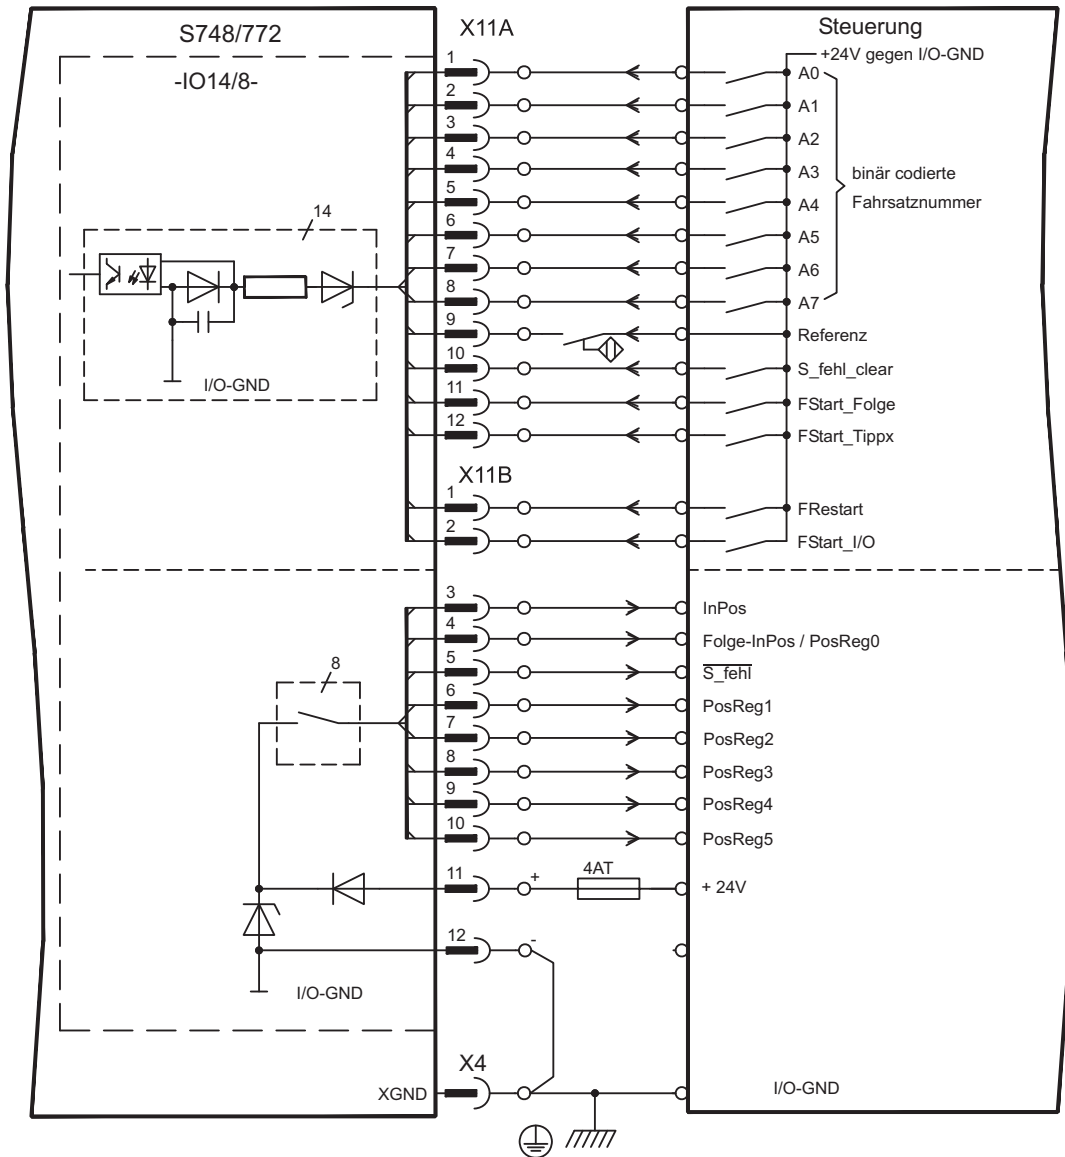 S748/772 X11A Steuerung
+24V gegen I/O-GND
-IO14/8-
1 A0
2 A1
3 A2
4 A3
binär codierte
Fahrsatznummer
5 A4
14
6 A5
7 A6
8 A7
9 Referenz
10 S_fehl_clear
I/O-GND
11 FStart_Folge
12 FStart_Tippx
X11B
1 FRestart
2 FStart_I/O
3 InPos
4 Folge-InPos / PosReg0
8
5 S_fehl
6 PosReg1
7 PosReg2
8 PosReg3
9 PosReg4
10 PosReg5
11 + 4AT + 24V
12 -
I/O-GND
X4
XGND I/O-GND